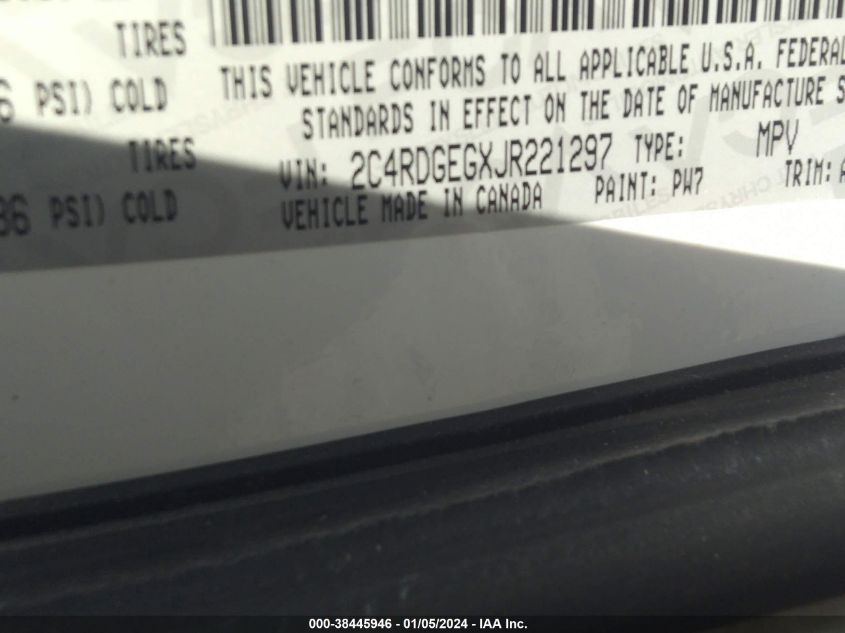 TIRES
THIS VEHICLE CONFORMS TO ALL APPLICABLE U.S.A. FEDERAL
6 PSI) COLD
STANDARDS IN EFFECT ON THE DATE OF MANUFACTURE S
TIRES
VIN: 2C4RDGEGXJR221297 TYPE: MPV
36 PSI) COLD
VEHICLE MADE IN CANADA PAINT: PW7 TRIM: A
000-38445946 - 01/05/2024 - IAA Inc.